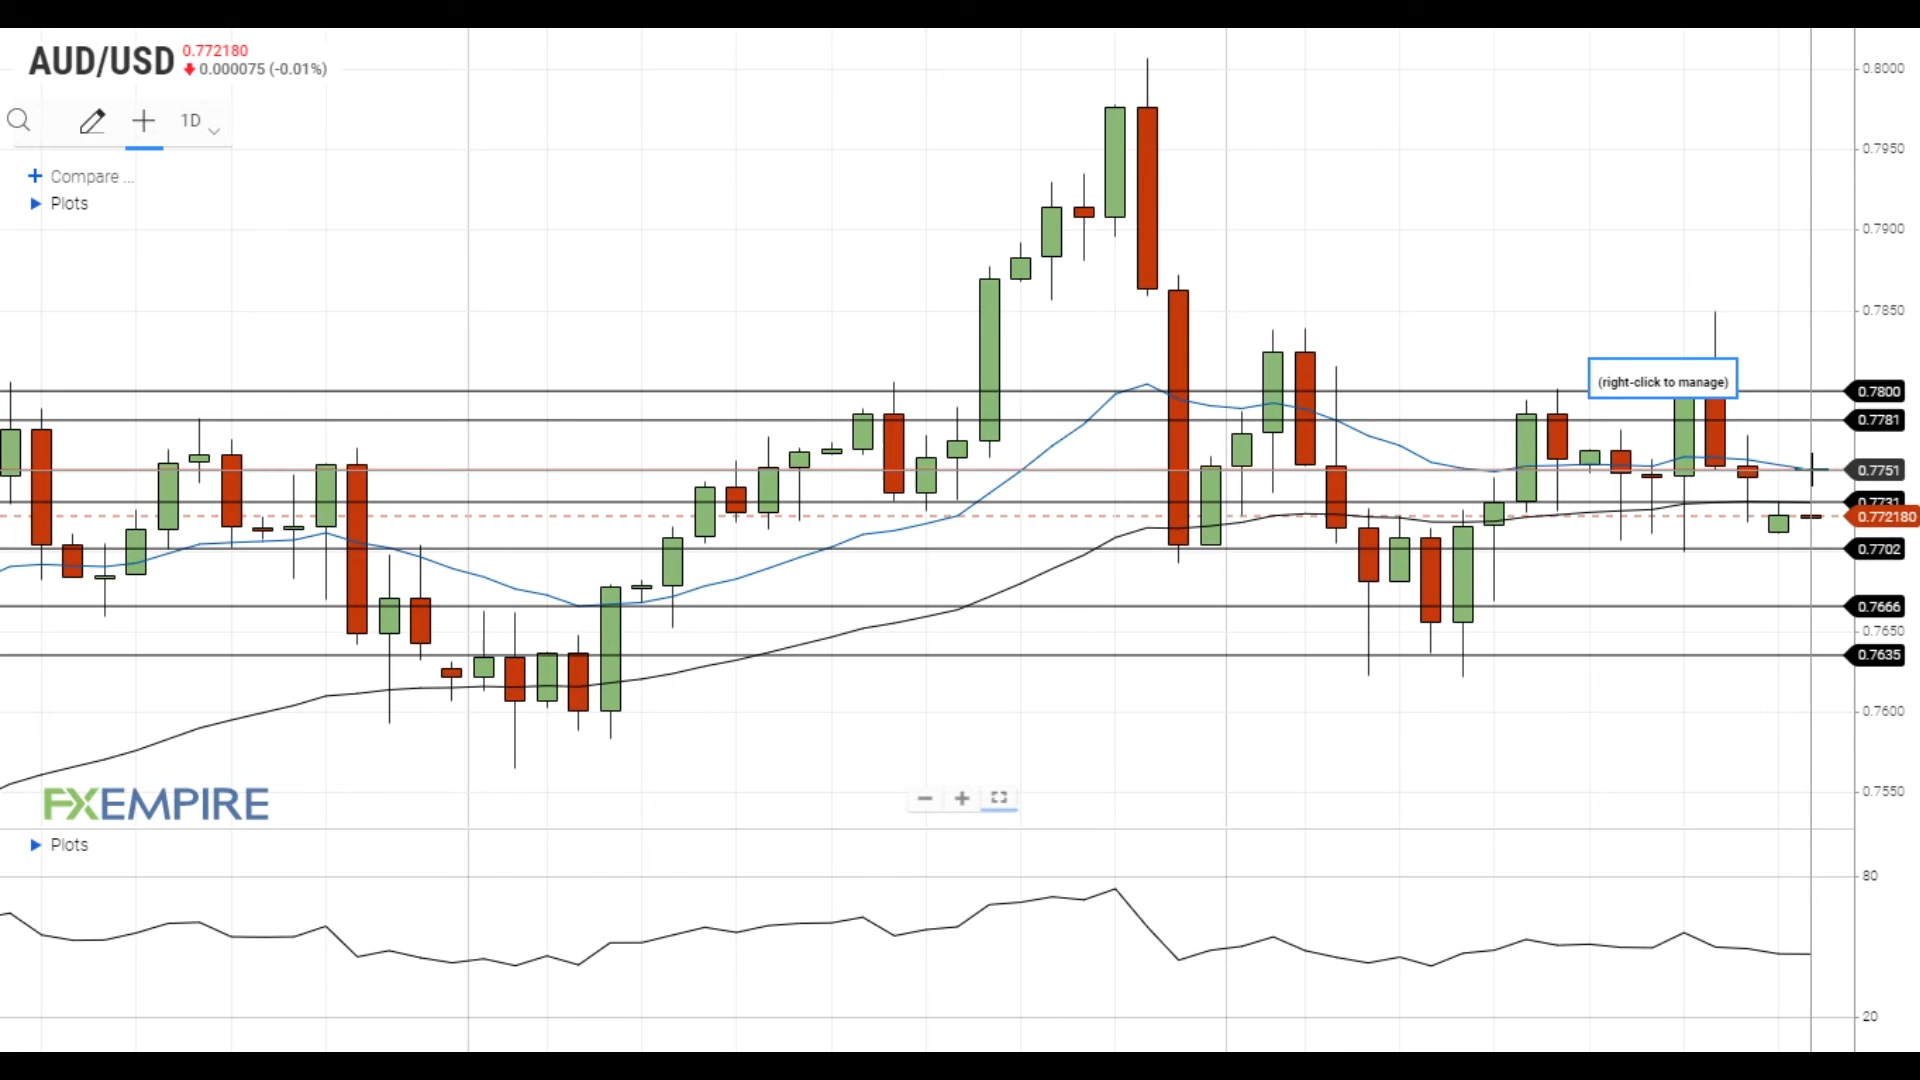 AUD/USD 0.772180
0.000075 (-0.01%)
1D
Compare ...
Plots
(right-click to manage)
0.8000
0.7950
0.7900
0.7850
0.7800
0.7781
0.7751
0.7731
0.772180
0.7702
0.7666
0.7650
0.7635
0.7600
0.7550
FXEMPIRE
Plots
80
20